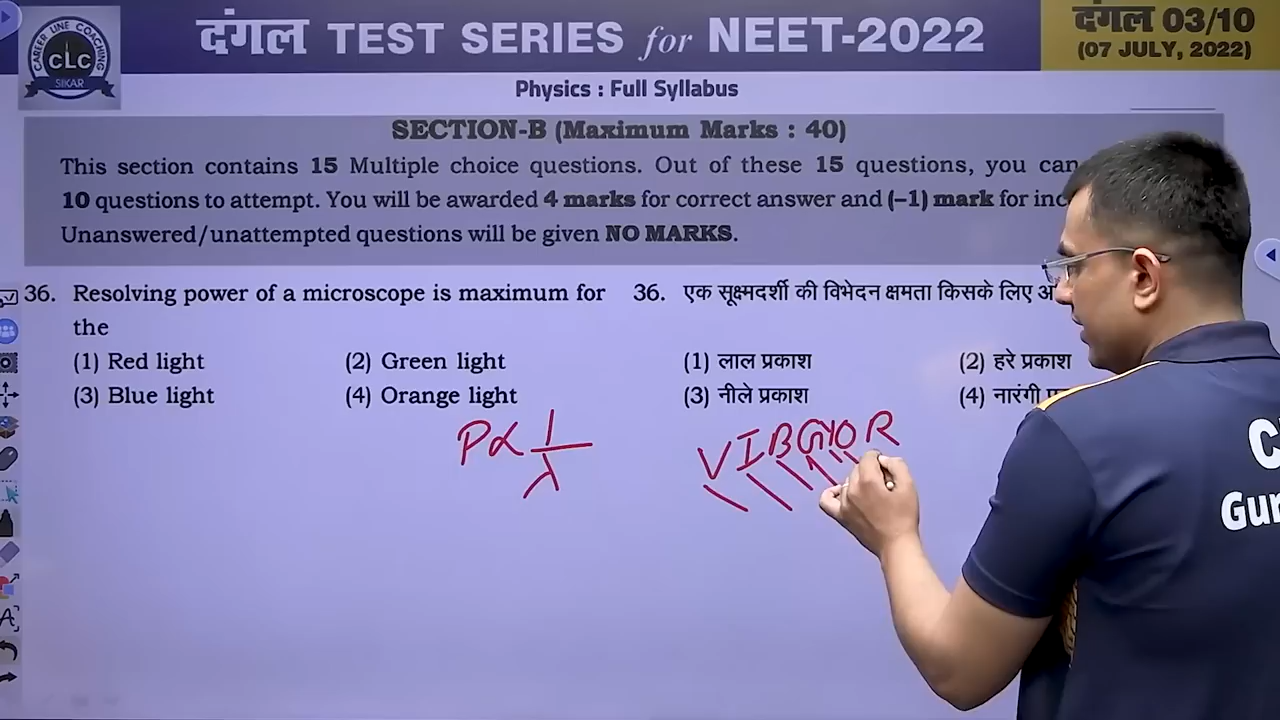 CAREER LINE COACHING
CLC
SIKAR
दंगल TEST SERIES for NEET-2022
दंगल 03/10
(07 JULY, 2022)
Physics : Full Syllabus
SECTION-B (Maximum Marks : 40)
This section contains 15 Multiple choice questions. Out of these 15 questions, you can
10 questions to attempt. You will be awarded 4 marks for correct answer and (–1) mark for
Unanswered/unattempted questions will be given NO MARKS.
36. Resolving power of a microscope is maximum for
the
(1) Red light (2) Green light
(3) Blue light (4) Orange light
36. एक सूक्ष्मदर्शी की विभेदन क्षमता किसके लिए
(1) लाल प्रकाश (2) हरे प्रकाश
(3) नीले प्रकाश (4) नारंगी
P ∝ 1/λ
VIBGYOR